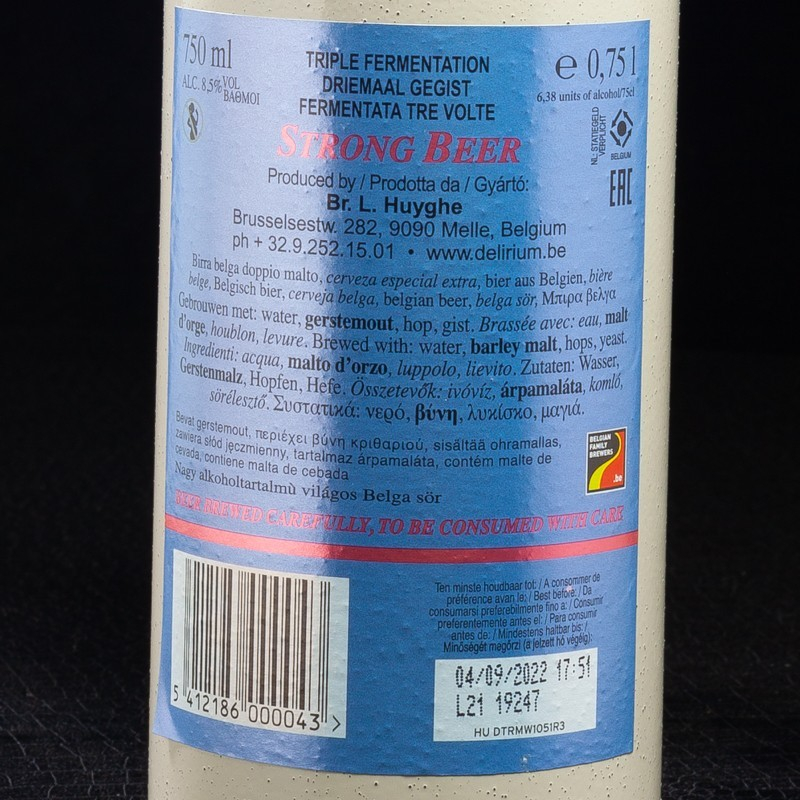 750 ml
ALC. 8,5% VOL
ΒΑΘΜΟΙ
TRIPLE FERMENTATION
DRIEMAAL GEGIST
FERMENTATA TRE VOLTE
e 0,75 l
6,38 units of alcohol/75cl
NL: STATIEGELD
VERPLICHT
BELGIUM
EAC
STRONG BEER
Produced by / Prodotta da / Gyártó:
Br. L. Huyghe
Brusselsestw. 282, 9090 Melle, Belgium
ph + 32.9.252.15.01 • www.delirium.be
Birra belga doppio malto, cerveza especial extra, bier aus Belgien, bière
belge, Belgisch bier, cerveja belga, belgian beer, belga sör, Μπιρα βελγα
Gebrouwen met: water, gerstemout, hop, gist. Brassée avec: eau, malt
d'orge, houblon, levure. Brewed with: water, barley malt, hops, yeast.
Ingredienti: acqua, malto d'orzo, luppolo, lievito. Zutaten: Wasser,
Gerstenmalz, Hopfen, Hefe. Összetevők: ivóvíz, árpamaláta, komló,
sörélesztő. Συστατικά: νερό, βύνη, λυκίσκο, μαγιά.
Bevat gerstemout, περιέχει βύνη κριθαριού, sisältää ohramallas,
zawiera słód jęczmienny, tartalmaz árpamaláta, contém malte de
cevada, contiene malta de cebada
Nagy alkoholtartalmù világos Belga sör
BELGIAN
FAMILY
BREWERS
.be
BEER BREWED CAREFULLY, TO BE CONSUMED WITH CARE
5 412186 000043 >
Ten minste houdbaar tot: / A consommer de
préférence avan le: / Best before: / Da
consumarsi preferebilmente fino a: / Consumir
preferentemente antes el: / Para consumir
antes de: / Mindestens haltbar bis: /
Minőségét megőrzi (a jelzett hó végéig):
04/09/2022 17:51
L21 19247
HU DTRMW1051R3